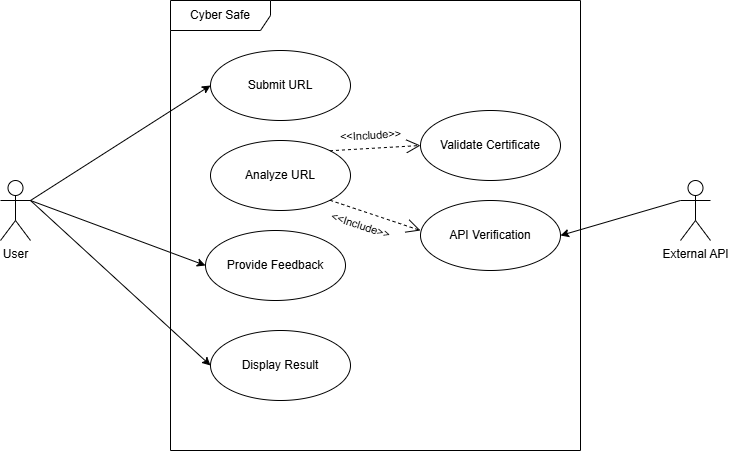 Cyber Safe
Submit URL
<<Include>>
Validate Certificate
Analyze URL
<<Include>>
API Verification
User
External API
Provide Feedback
Display Result